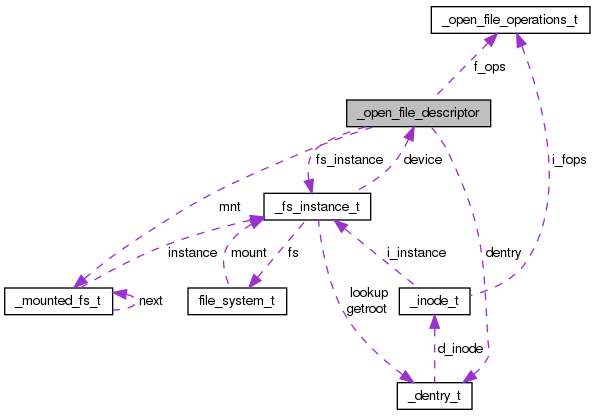 _open_file_operations_t
f_ops
_open_file_descriptor
fs_instance
device
i_fops
mnt
_fs_instance_t
instance
mount
fs
i_instance
dentry
_mounted_fs_t
next
file_system_t
lookup
getroot
_inode_t
d_inode
_dentry_t